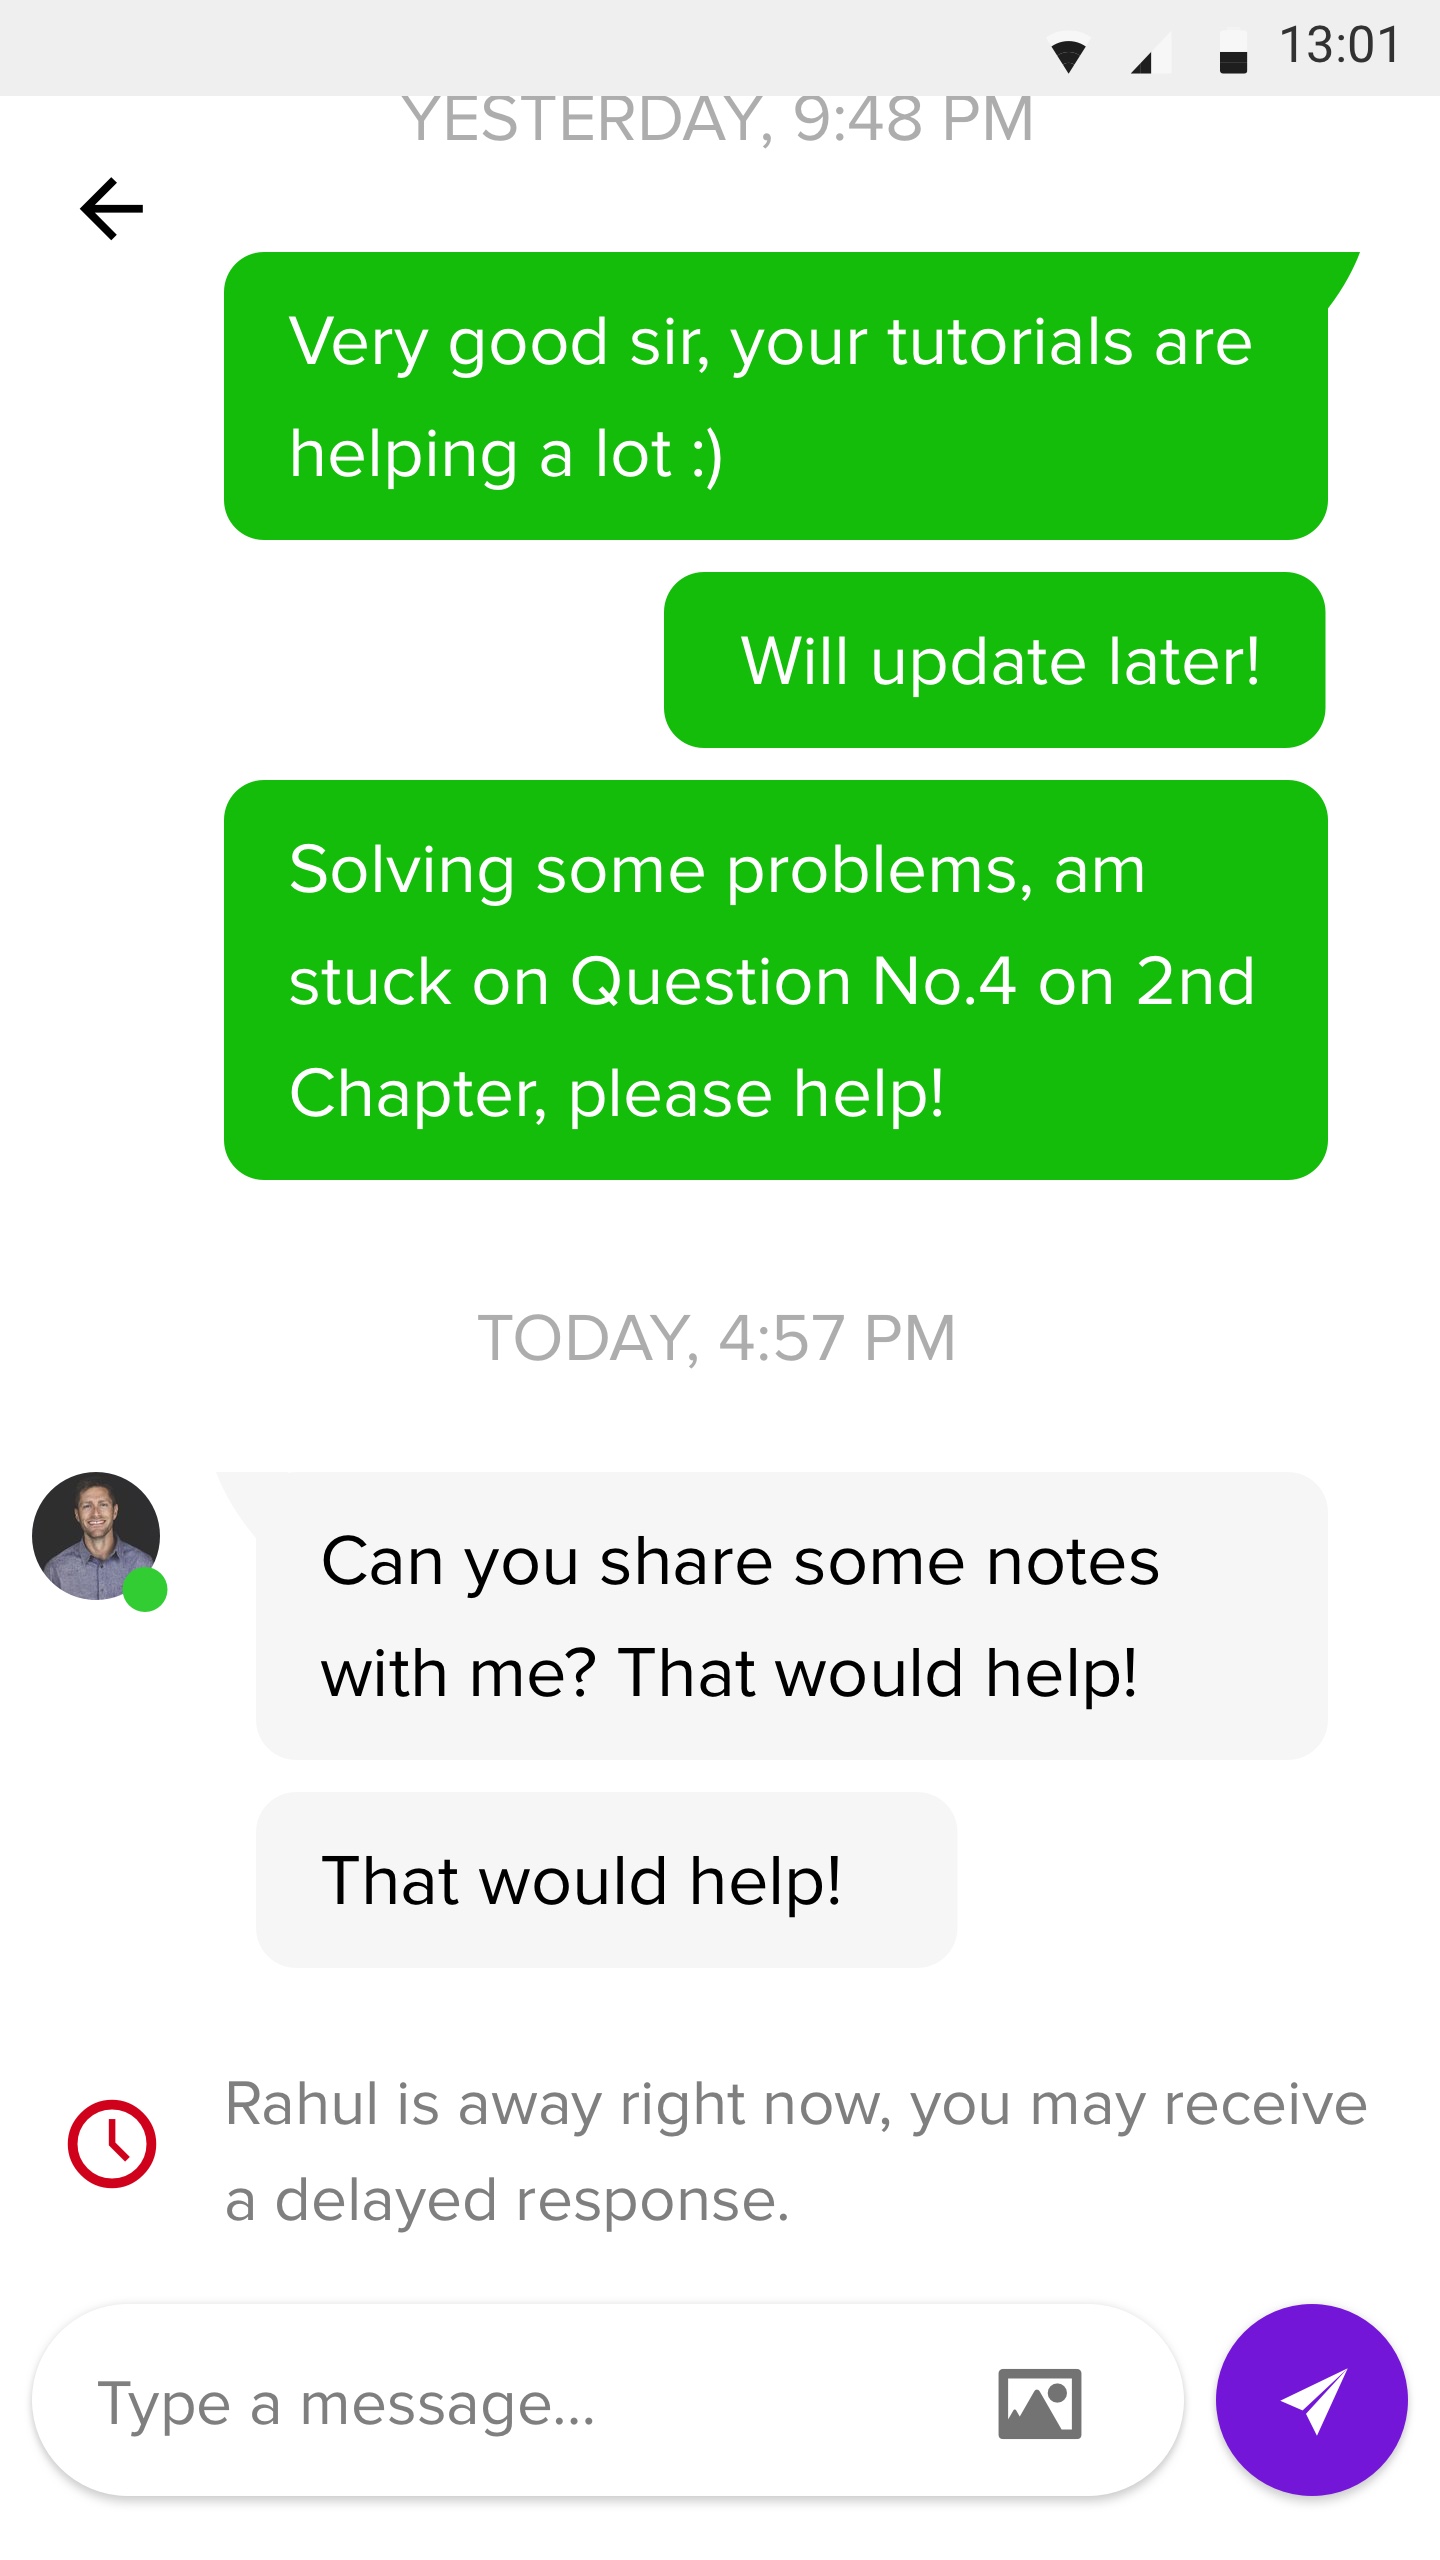 13:01
YESTERDAY, 9:48 PM
Very good sir, your tutorials are
helping a lot :)
Will update later!
Solving some problems, am
stuck on Question No.4 on 2nd
Chapter, please help!
TODAY, 4:57 PM
Can you share some notes
with me? That would help!
That would help!
Rahul is away right now, you may receive
a delayed response.
Type a message...